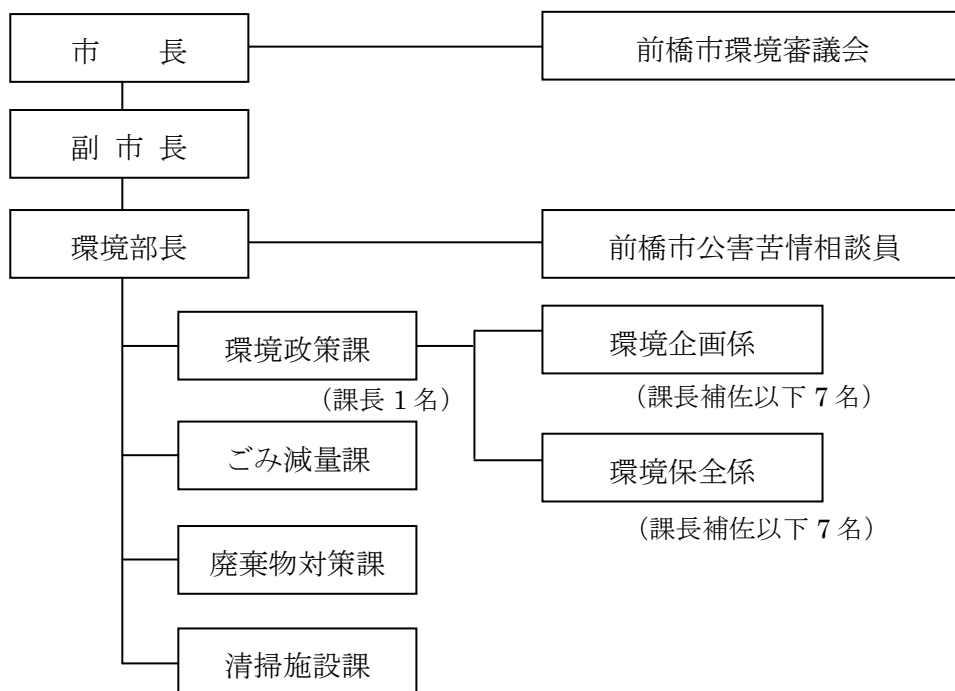 市　　長
前橋市環境審議会
副 市 長
環境部長
前橋市公害苦情相談員
環境政策課
環境企画係
（課長 1 名）
（課長補佐以下 7 名）
ごみ減量課
環境保全係
（課長補佐以下 7 名）
廃棄物対策課
清掃施設課